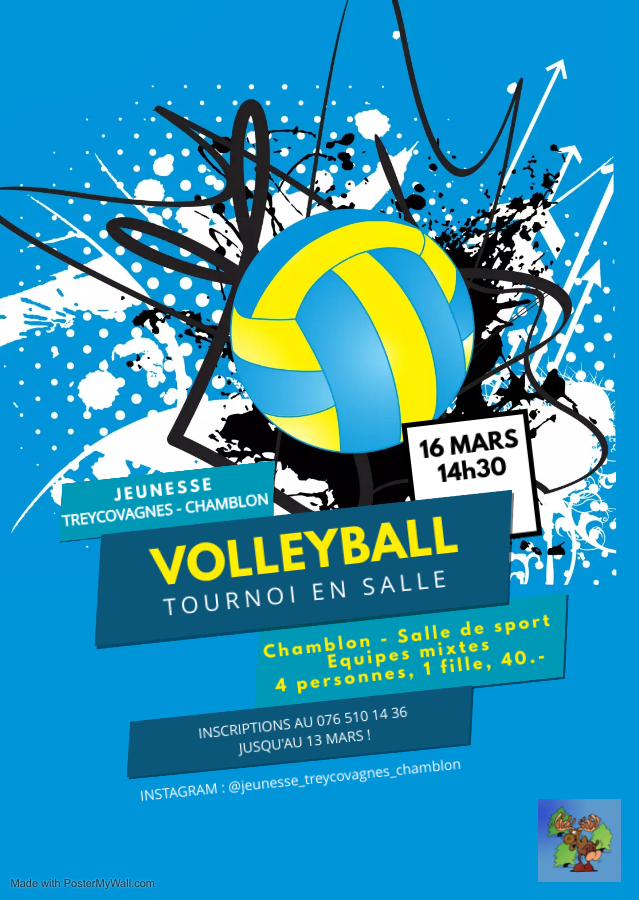 16 MARS
14h30
JEUNESSE
TREYCOVAGNES - CHAMBLON
VOLLEYBALL
TOURNOI EN SALLE
Chamblon - Salle de sport
Equipes mixtes
4 personnes, 1 fille, 40.-
INSCRIPTIONS AU 076 510 14 36
JUSQU'AU 13 MARS !
INSTAGRAM : @jeunesse_treycovagnes_chamblon
Made with PosterMyWall.com